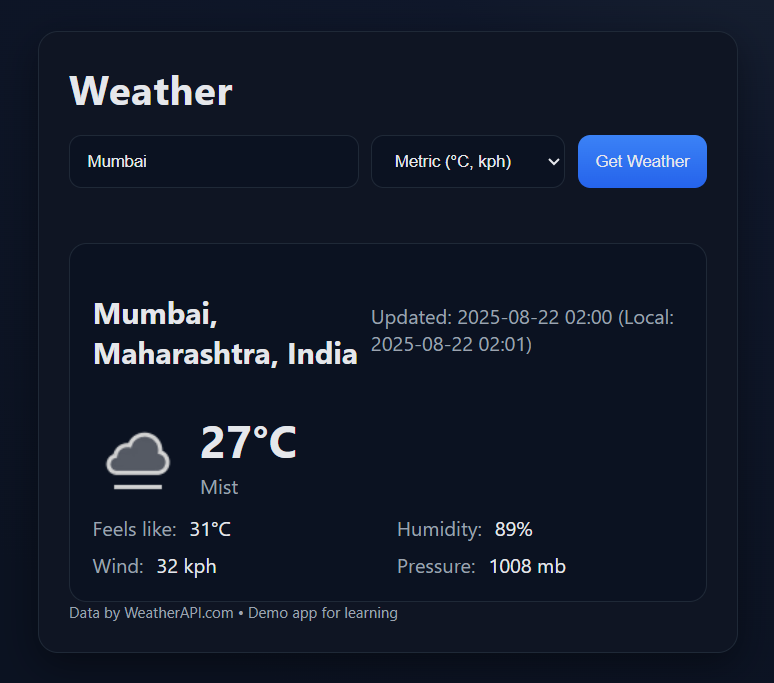 Weather
Mumbai
Metric (°C, kph)
Get Weather
Mumbai,
Maharashtra, India
Updated: 2025-08-22 02:00 (Local:
2025-08-22 02:01)
27°C
Mist
Feels like: 31°C
Humidity: 89%
Wind: 32 kph
Pressure: 1008 mb
Data by WeatherAPI.com • Demo app for learning